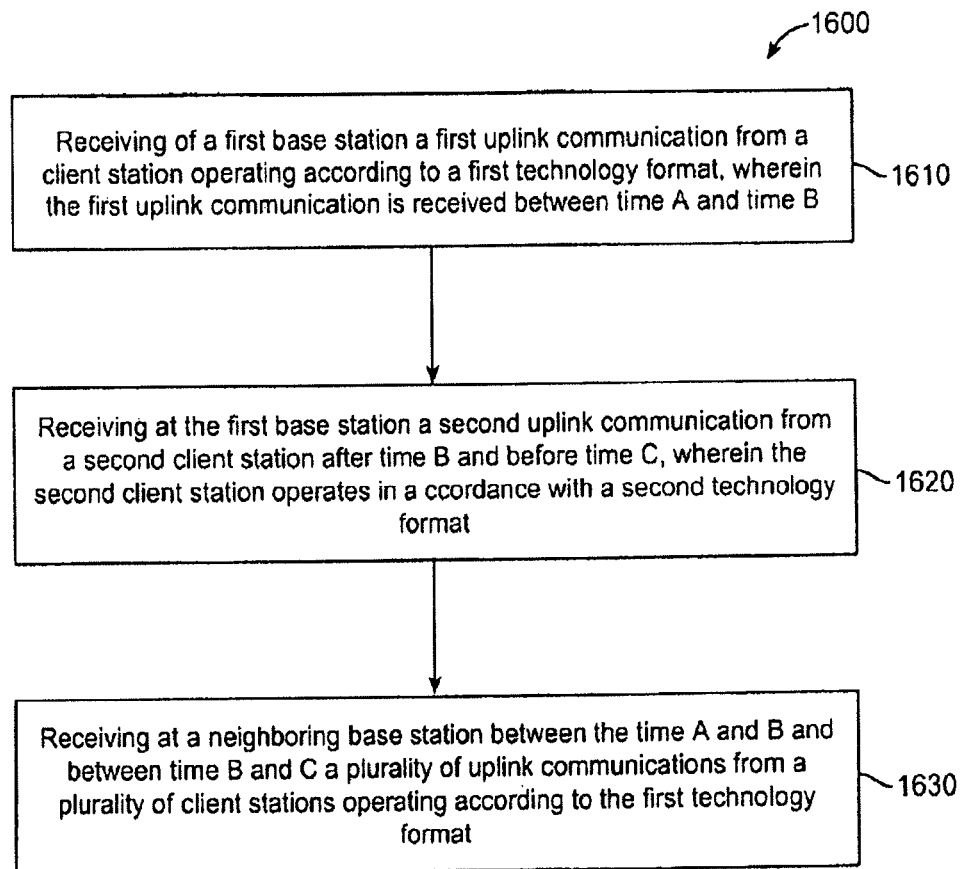 1600
Receiving of a first base station a first uplink communication from a
client station operating according to a first technology format, wherein
the first uplink communication is received between time A and time B
1610
Receiving at the first base station a second uplink communication from
a second client station after time B and before time C, wherein the
second client station operates in a ccordance with a second technology
format
1620
Receiving at a neighboring base station between the time A and B and
between time B and C a plurality of uplink communications from a
plurality of client stations operating according to the first technology
format
1630